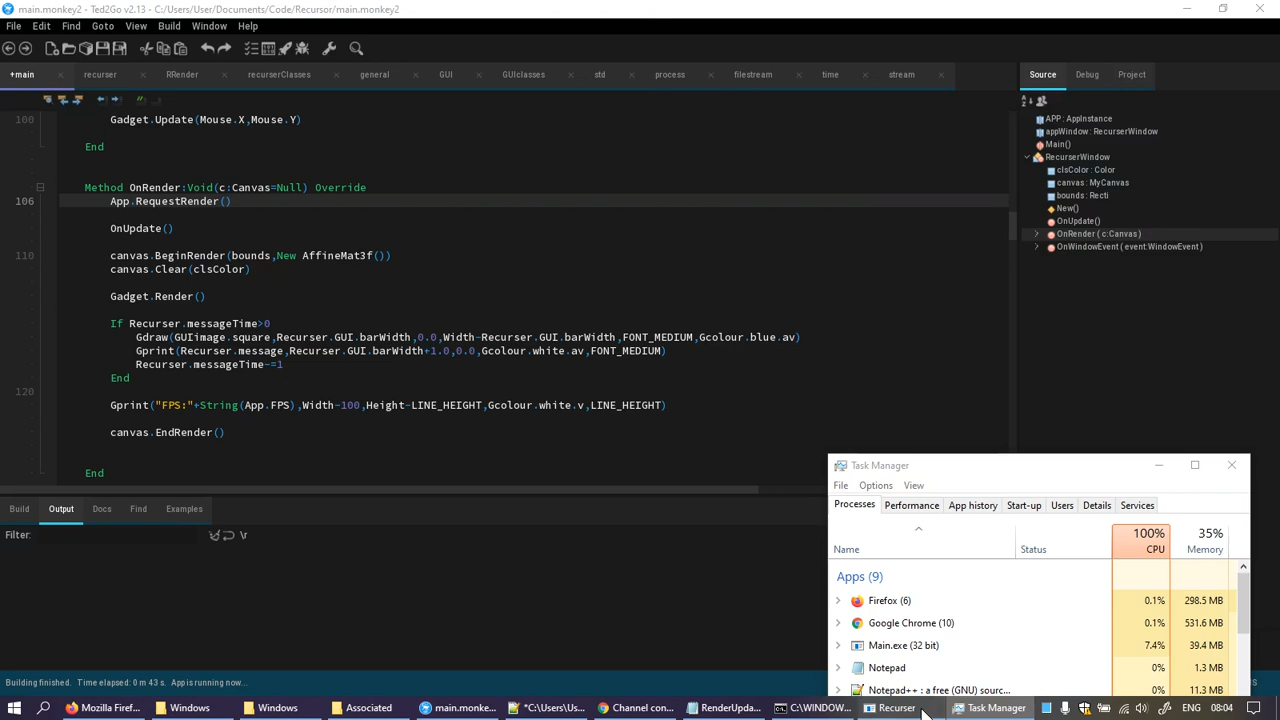 main.monkey2 - Ted2Go v2.13 - C:/Users/User/Documents/Code/Recursor/main.monkey2
File Edit Find Goto View Build Window Help
+main recurser RRender recurserClasses general GUI GUIclasses std process filestream time stream
Source Debug Project
100 Gadget.Update(Mouse.X,Mouse.Y)
End
Method OnRender:Void(c:Canvas=Null) Override
106 App.RequestRender()
OnUpdate()
110 canvas.BeginRender(bounds,New AffineMat3f())
canvas.Clear(clsColor)
Gadget.Render()
If Recurser.messageTime>0
Gdraw(GUIimage.square,Recurser.GUI.barWidth,0.0,Width-Recurser.GUI.barWidth,FONT_MEDIUM,Gcolour.blue.av)
Gprint(Recurser.message,Recurser.GUI.barWidth+1.0,0.0,Gcolour.white.av,FONT_MEDIUM)
Recurser.messageTime-=1
120 End
Gprint("FPS:"+String(App.FPS),Width-100,Height-LINE_HEIGHT,Gcolour.white.v,LINE_HEIGHT)
canvas.EndRender()
End
APP : AppInstance
appWindow : RecurserWindow
Main()
RecurserWindow
clsColor : Color
canvas : MyCanvas
bounds : Recti
New()
OnUpdate()
OnRender ( c:Canvas )
OnWindowEvent ( event:WindowEvent )
Build Output Docs Find Examples
Filter: \r
Task Manager
File Options View
Processes Performance App history Start-up Users Details Services
100% 35%
Name Status CPU Memory
Apps (9)
Firefox (6) 0.1% 298.5 MB
Google Chrome (10) 0.1% 531.6 MB
Main.exe (32 bit) 7.4% 39.4 MB
Notepad 0% 1.3 MB
Notepad++ : a free (GNU) sourc... 0% 11.3 MB
Building finished. Time elapsed: 0 m 43 s. App is running now...
Mozilla Firef... Windows Windows Associated main.monke... *C:\Users\Use... Channel con... RenderUpda... C:\WINDOW... Recurser Task Manager 08:04